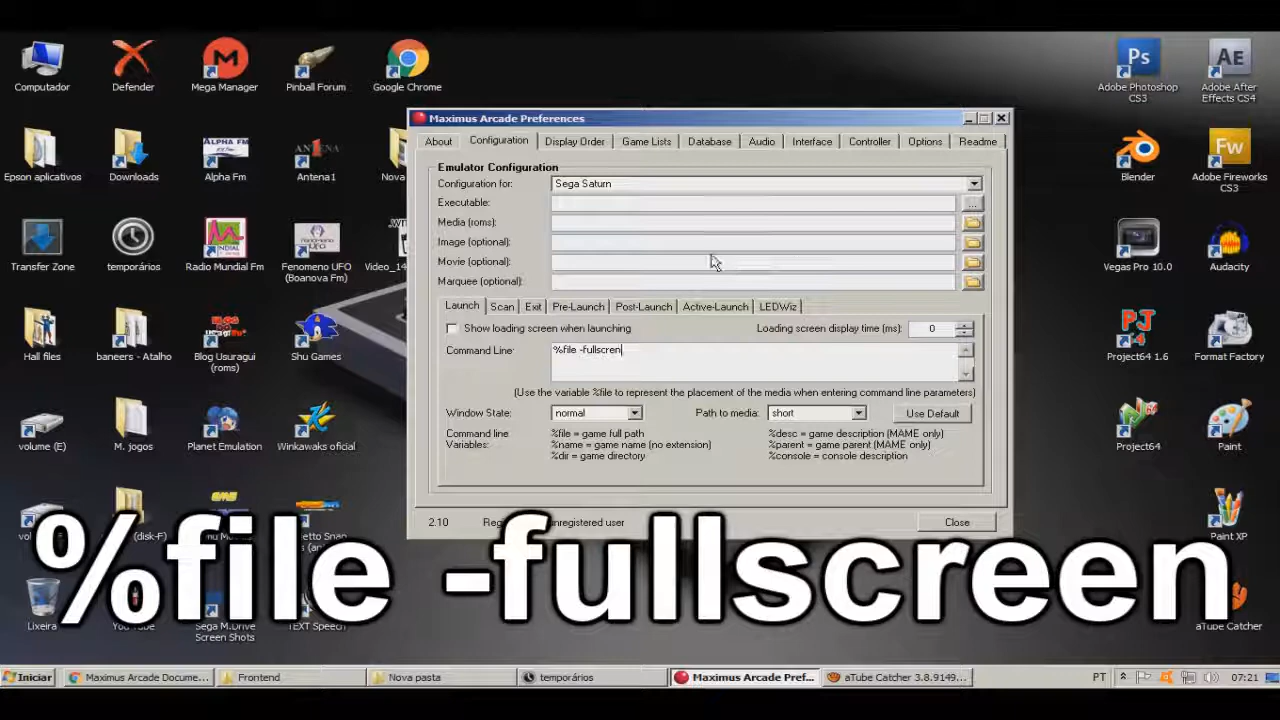 Computador
Defender
Mega Manager
Pinball Forum
Google Chrome
Adobe Photoshop
CS3
Adobe After
Effects CS4
Maximus Arcade Preferences
About
Configuration
Display Order
Game Lists
Database
Audio
Interface
Controller
Options
Readme
Emulator Configuration
Configuration for:
Sega Saturn
Executable:
...
Media (roms):
Image (optional):
Movie (optional):
Marquee (optional):
Epson aplicativos
Downloads
Alpha Fm
Antena1
Nova
Blender
Adobe Fireworks
CS3
Launch
Scan
Exit
Pre-Launch
Post-Launch
Active-Launch
LEDWiz
Show loading screen when launching
Loading screen display time (ms):
0
Command Line:
%file -fullscren
(Use the variable %file to represent the placement of the media when entering command line parameters)
Window State:
normal
Path to media:
short
Use Default
Command line
Variables:
%file = game full path
%name = game name (no extension)
%dir = game directory
%desc = game description (MAME only)
%parent = game parent (MAME only)
%console = console description
Transfer Zone
temporários
Radio Mundial Fm
Fenomeno UFO
(Boanova Fm)
Video_14
Vegas Pro 10.0
Audacity
Hall files
baneers - Atalho
Blog Usuragui
(roms)
Shu Games
Project64 1.6
Format Factory
volume (E)
M. jogos
Planet Emulation
Winkawaks oficial
Project64
Paint
2.10
unregistered user
Close
(disk-F)
Paint XP
%file -fullscreen
Lixeira
Sega M.Drive
Screen Shots
TEXT Speech
aTube Catcher
Iniciar
Maximus Arcade Docume...
Frontend
Nova pasta
temporários
Maximus Arcade Pref...
aTube Catcher 3.8.9149...
PT
07:21